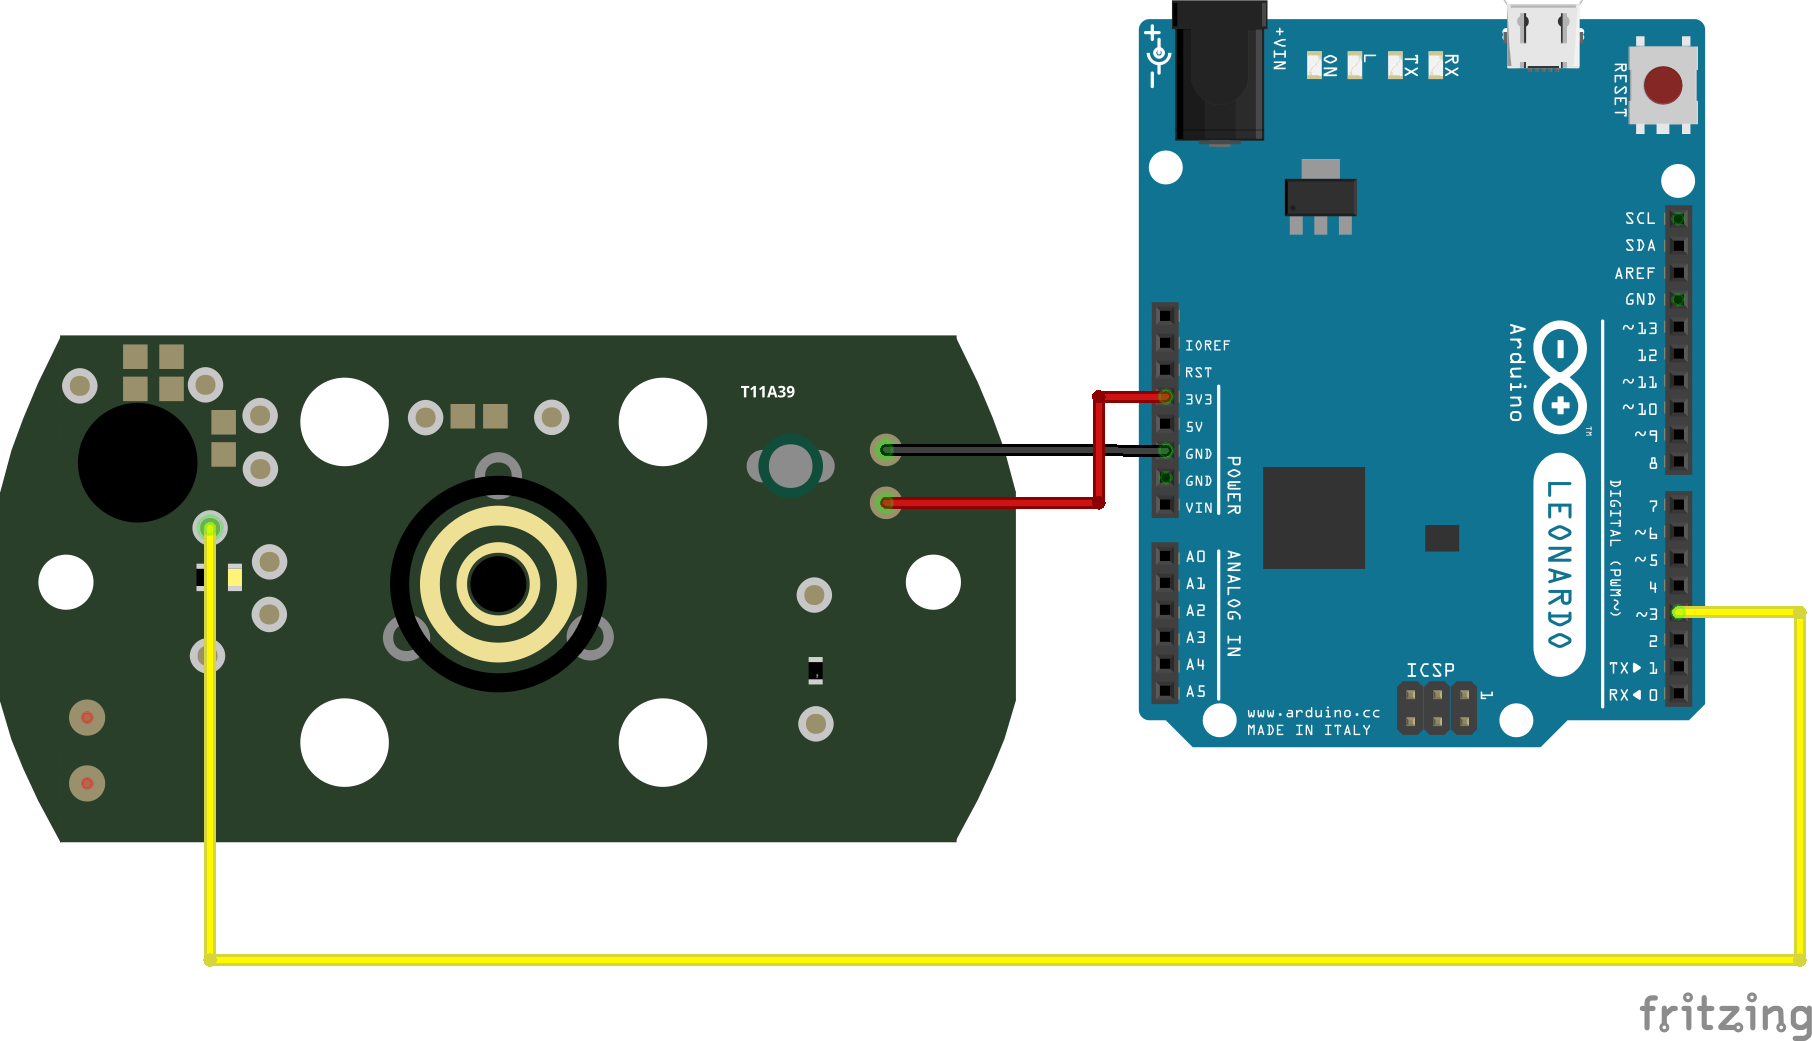 +VIN
ON
L
TX
RX
RESET
SCL
SDA
AREF
GND
~13
12
~11
~10
~9
8
Arduino
TM
IOREF
RST
3V3
5V
GND
GND
VIN
POWER
T11A39
LEONARDO
DIGITAL (PWM~)
7
~6
~5
4
~3
2
TX▶ 1
RX◀ 0
A0
A1
A2
A3
A4
A5
ANALOG IN
ICSP
1
www.arduino.cc
MADE IN ITALY
fritzing